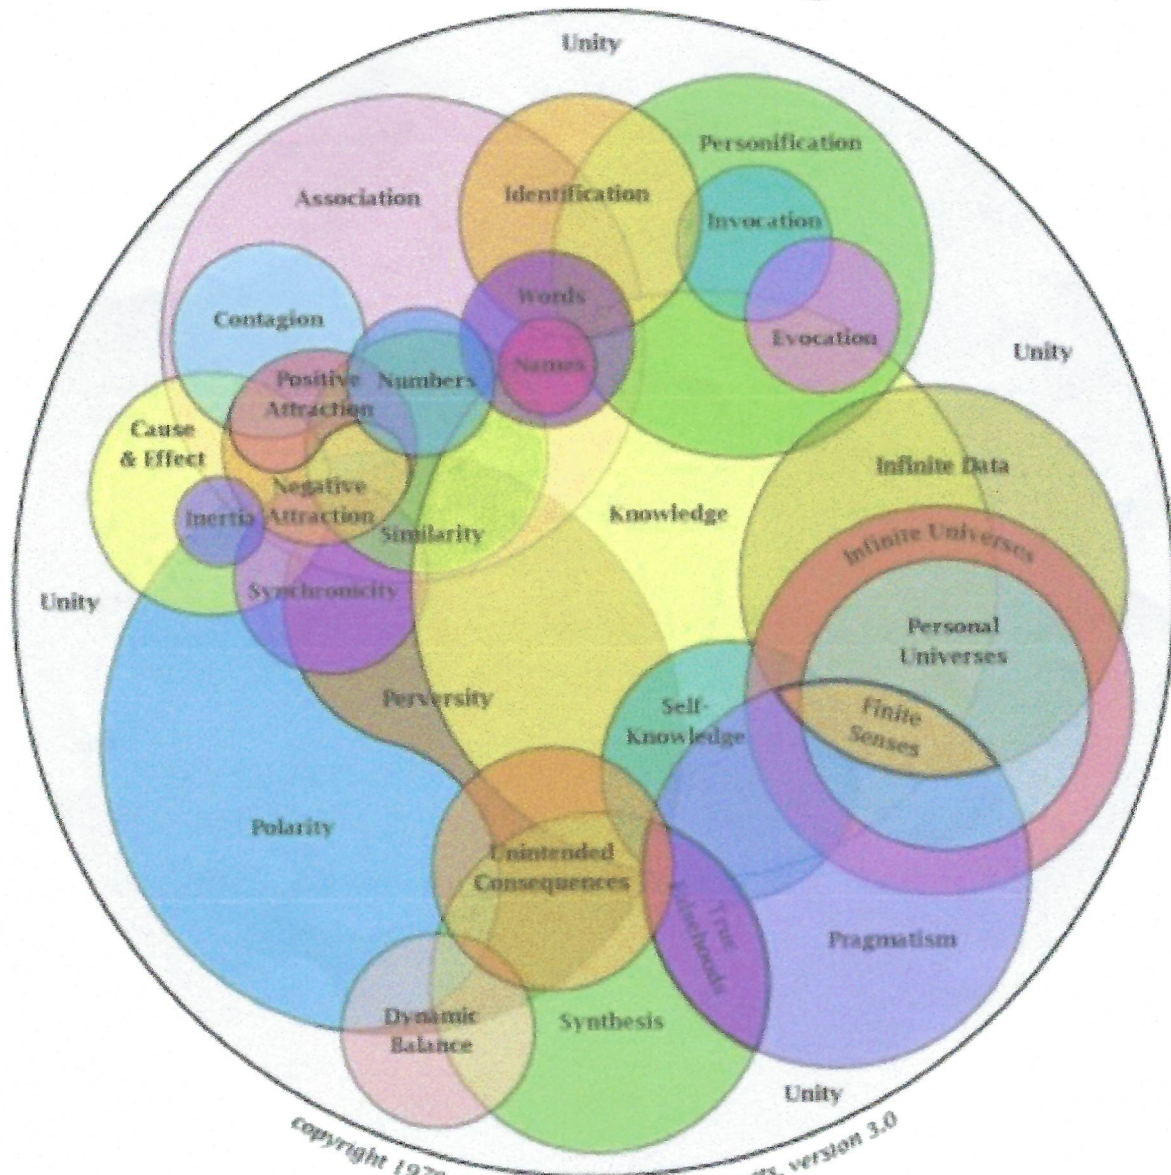 Unity
Personification
Identification
Association
Invocation
Words
Contagion
Evocation
Unity
Names
Positive
Attraction
Numbers
Cause
& Effect
Infinite Data
Negative
Attraction
Inertia
Knowledge
Similarity
Infinite Universes
Synchronicity
Unity
Personal
Universes
Perversity
Self-
Knowledge
Finite
Senses
Polarity
Unintended
Consequences
True
Falsehoods
Pragmatism
Dynamic
Balance
Synthesis
Unity
copyright
version 3.0